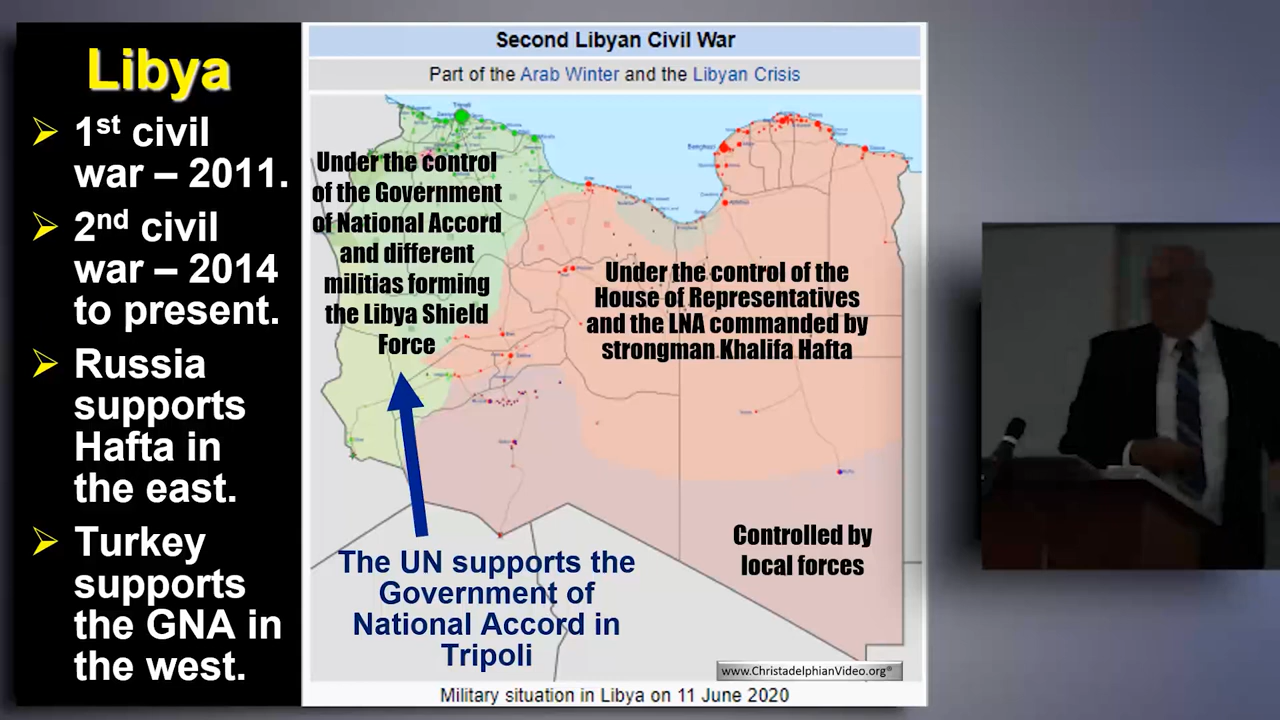 Libya
1st civil
war – 2011.
2nd civil
war – 2014
to present.
Russia
supports
Hafta in
the east.
Turkey
supports
the GNA in
the west.
Second Libyan Civil War
Part of the Arab Winter and the Libyan Crisis
Tripoli
Under the control
of the Government
of National Accord
and different
militias forming
the Libya Shield
Force
Benghazi
Under the control of the
House of Representatives
and the LNA commanded by
strongman Khalifa Hafta
Controlled by
local forces
The UN supports the
Government of
National Accord in
Tripoli
www.ChristadelphianVideo.org®
Military situation in Libya on 11 June 2020